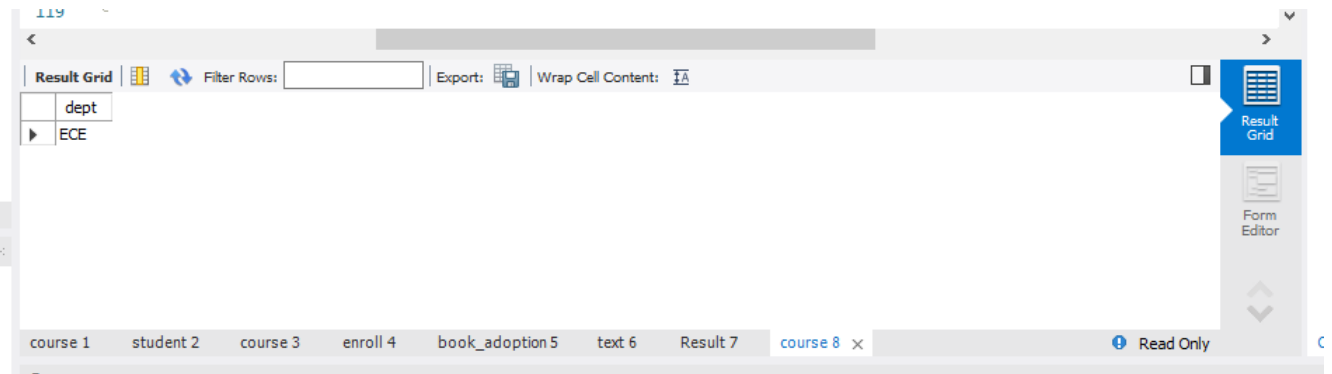 119
Result Grid Filter Rows: Export: Wrap Cell Content:
Result Grid
dept
ECE
Form Editor
course 1 student 2 course 3 enroll 4 book_adoption 5 text 6 Result 7 course 8 Read Only